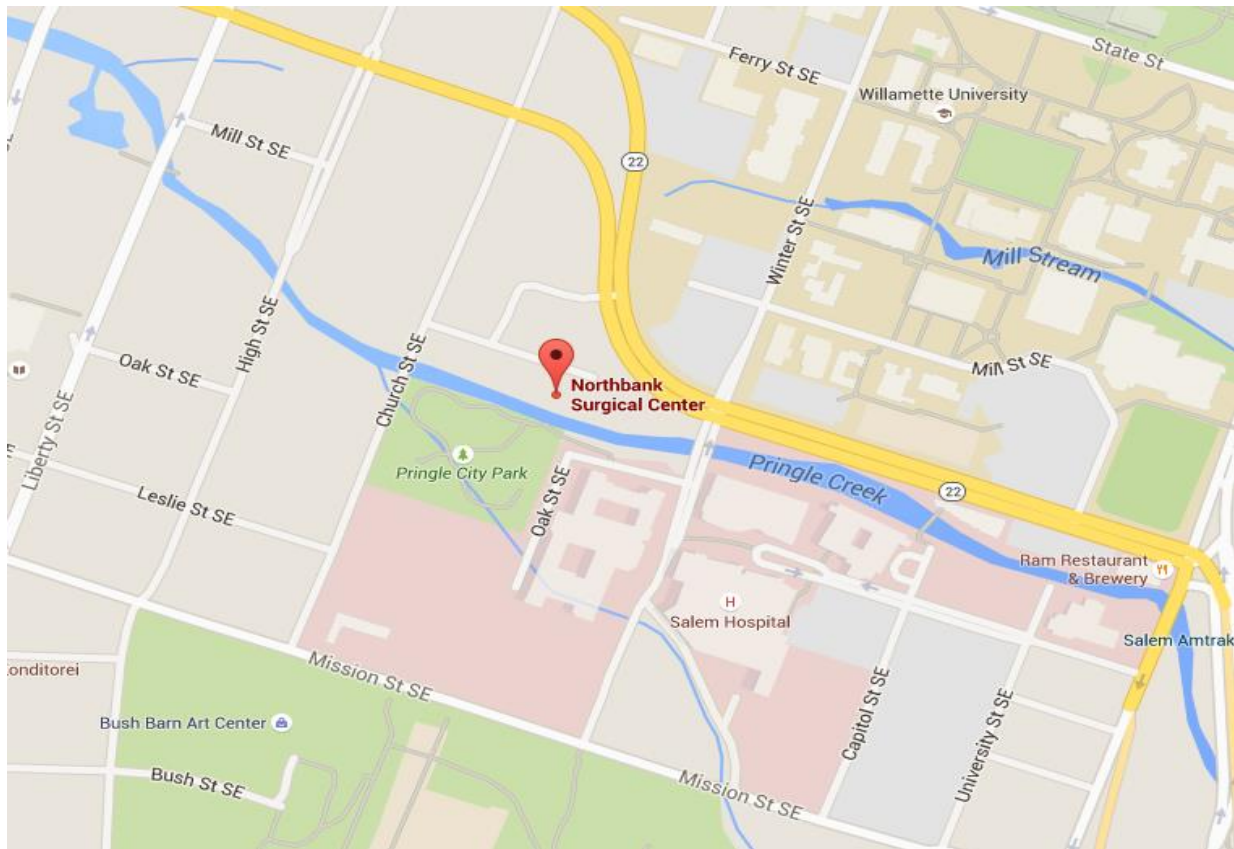 State St
Ferry St SE
Willamette University
Mill St SE
22
Winter St SE
Mill Stream
High St SE
Church St SE
Oak St SE
Mill St SE
Northbank
Surgical Center
Liberty St SE
Pringle City Park
Pringle Creek
Leslie St SE
Oak St SE
22
Ram Restaurant
& Brewery
H
Salem Hospital
Salem Amtrak
Mission St SE
onditorei
Capitol St SE
University St SE
Bush Barn Art Center
Bush St SE
Mission St SE